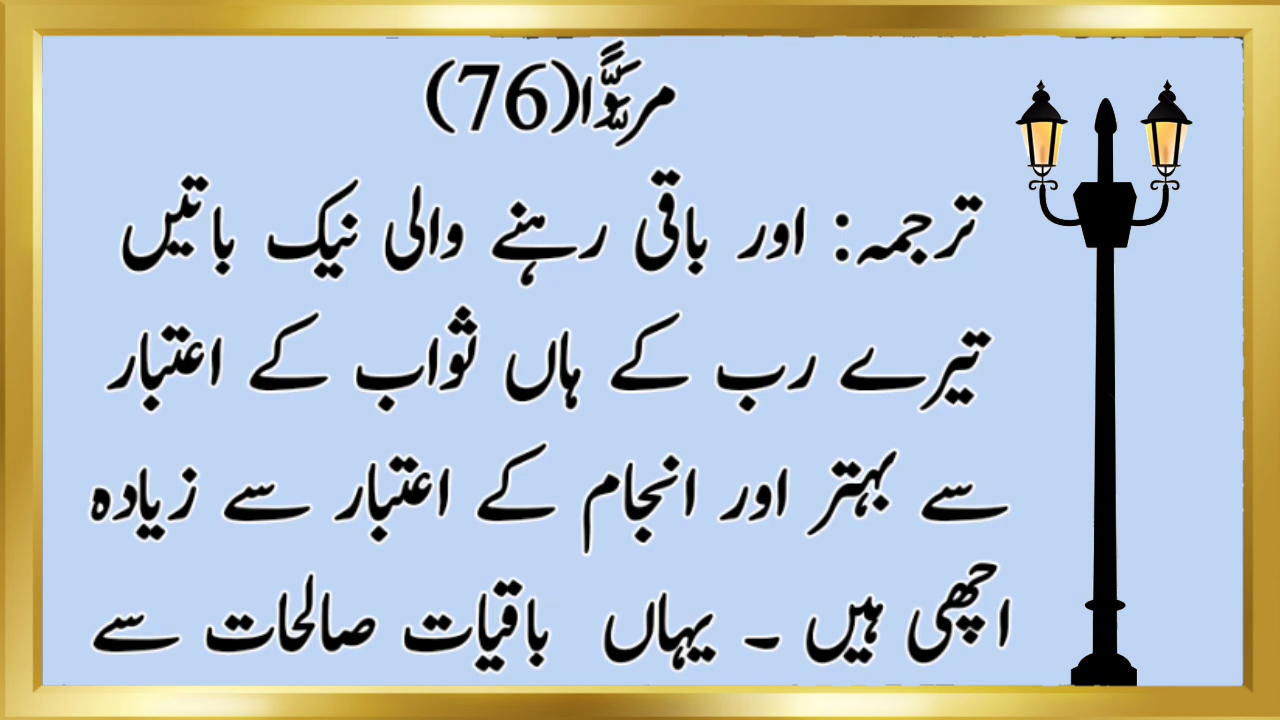 مردًّا(76)
ترجمہ: اور باقی رہنے والی نیک باتیں
تیرے رب کے ہاں ثواب کے اعتبار
سے بہتر اور انجام کے اعتبار سے زیادہ
اچھی ہیں ۔ یہاں باقیات صالحات سے